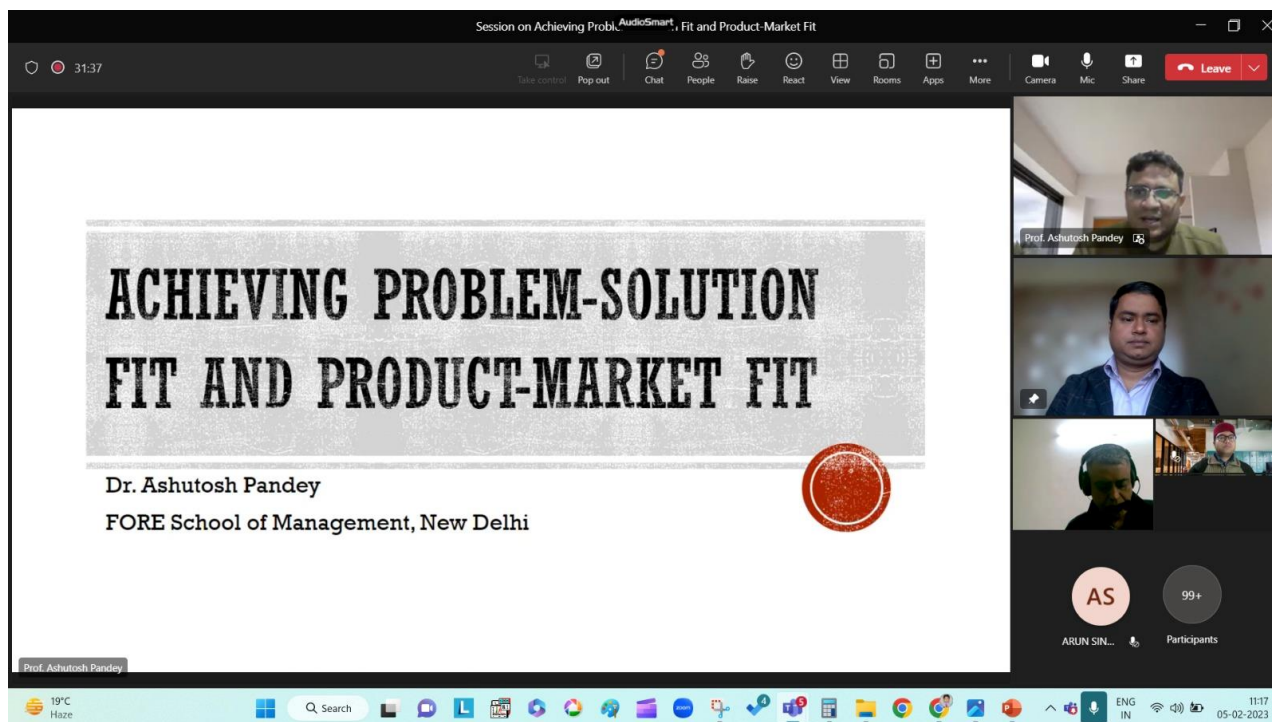 Session on Achieving Proble AudioSmart Fit and Product-Market Fit
31:37
Take control
Pop out
Chat
People
Raise
React
View
Rooms
Apps
More
Camera
Mic
Share
Leave
ACHIEVING PROBLEM-SOLUTION
FIT AND PRODUCT-MARKET FIT
Dr. Ashutosh Pandey
FORE School of Management, New Delhi
Prof. Ashutosh Pandey
Prof. Ashutosh Pandey
AS
99+
ARUN SIN...
Participants
19°C
Haze
Search
L
zoom
4
5
ENG
IN
11:17
05-02-2023